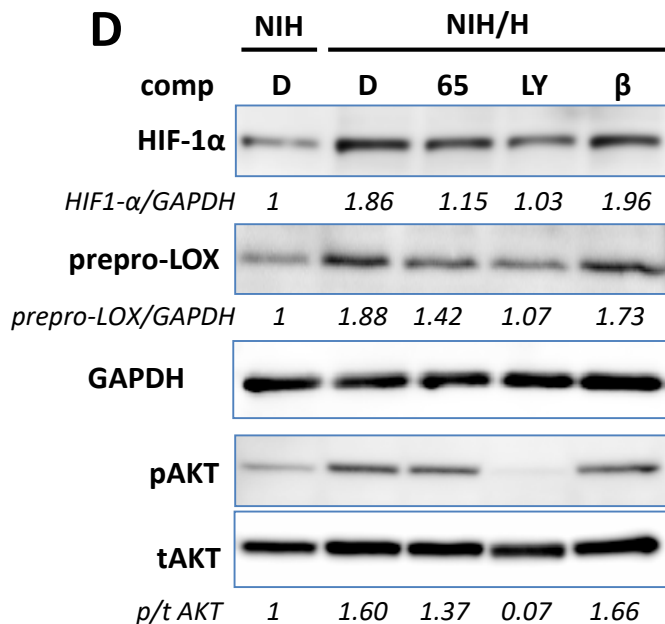 D NIH NIH/H
comp D D 65 LY β
HIF-1α
HIF1-α/GAPDH 1 1.86 1.15 1.03 1.96
prepro-LOX
prepro-LOX/GAPDH 1 1.88 1.42 1.07 1.73
GAPDH
pAKT
tAKT
p/t AKT 1 1.60 1.37 0.07 1.66